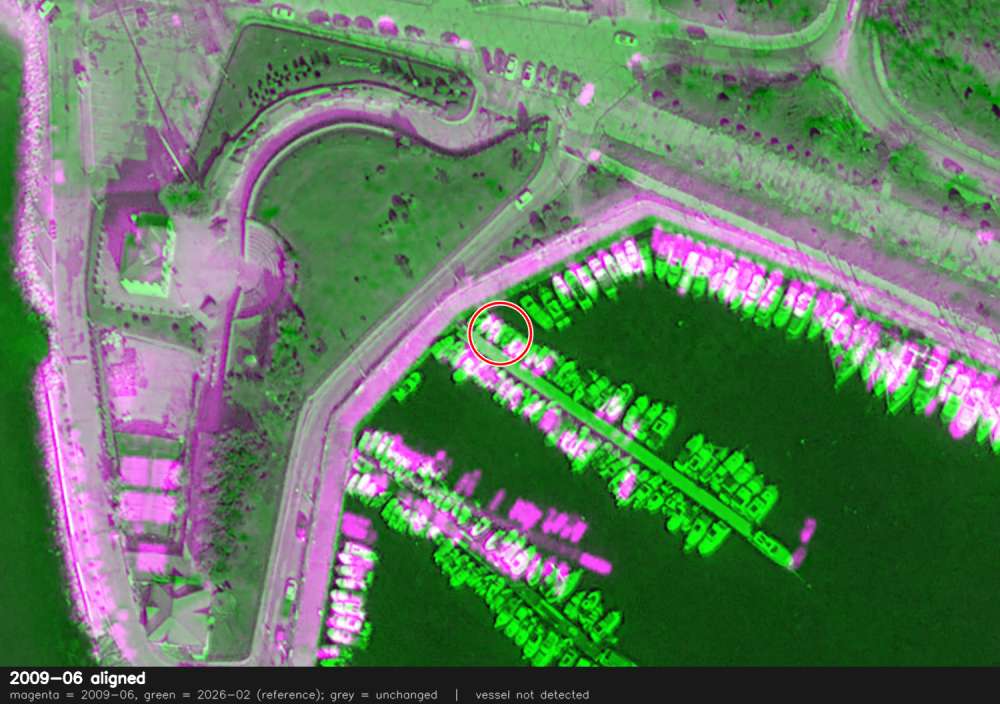 2009-06 aligned
magenta = 2009-06, green = 2026-02 (reference); grey = unchanged | vessel not detected